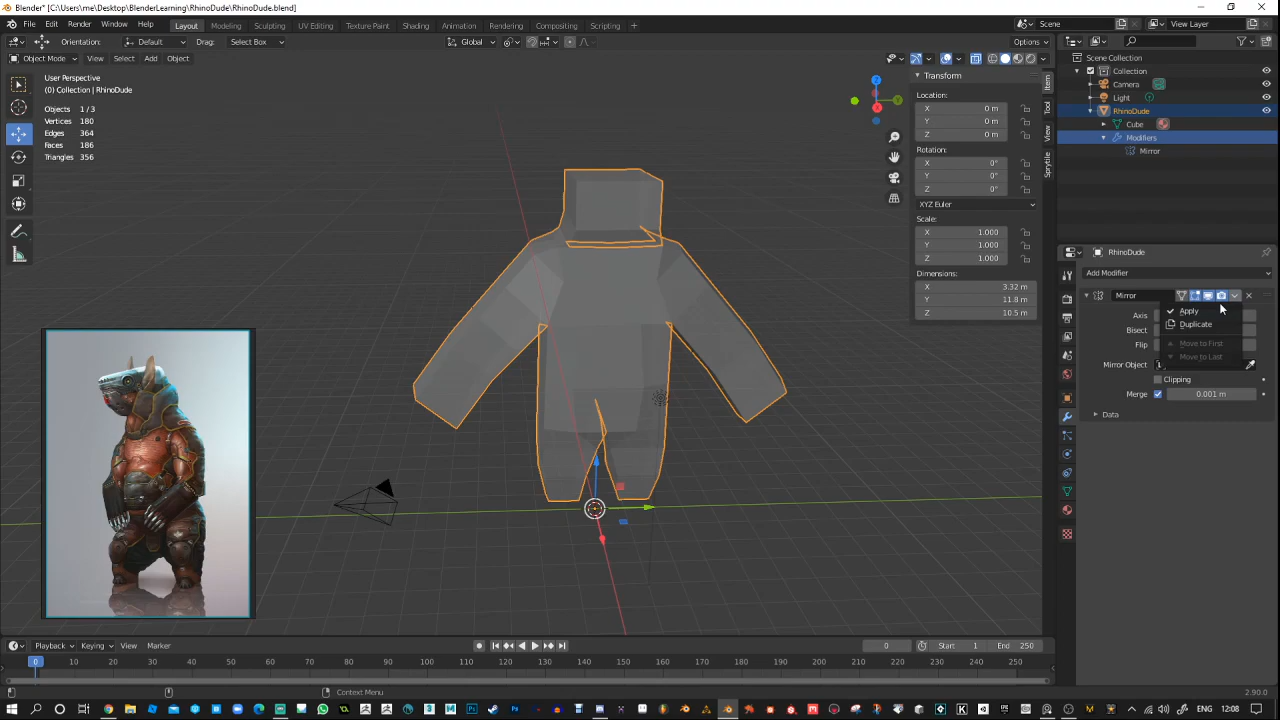 Blender* [C:\Users\me\Desktop\BlenderLearning\RhinoDude\RhinoDude.blend]
File Edit Render Window Help Layout Modeling Sculpting UV Editing Texture Paint Shading Animation Rendering Compositing Scripting + Scene View Layer
Orientation: Default Drag: Select Box Global Options
Object Mode View Select Add Object
User Perspective
(0) Collection | RhinoDude
Objects 1/3
Vertices 180
Edges 364
Faces 186
Triangles 356
Transform
Location:
X 0 m
Y 0 m
Z 0 m
Rotation:
X 0°
Y 0°
Z 0°
XYZ Euler
Scale:
X 1.000
Y 1.000
Z 1.000
Dimensions:
X 3.32 m
Y 11.8 m
Z 10.5 m
Item
Tool
View
Sprytile
Scene Collection
Collection
Camera
Light
RhinoDude
Cube
Modifiers
Mirror
RhinoDude
Add Modifier
Mirror
Apply
Duplicate
Move to First
Move to Last
Axis
Bisect
Flip
Mirror Object
Clipping
Merge 0.001 m
Data
Playback Keying View Marker 0 Start 1 End 250
0 10 20 30 40 50 60 70 80 90 100 110 120 130 140 150 160 170 180 190 200 210 220 230 240 250
Context Menu 2.90.0
ENG 12:08